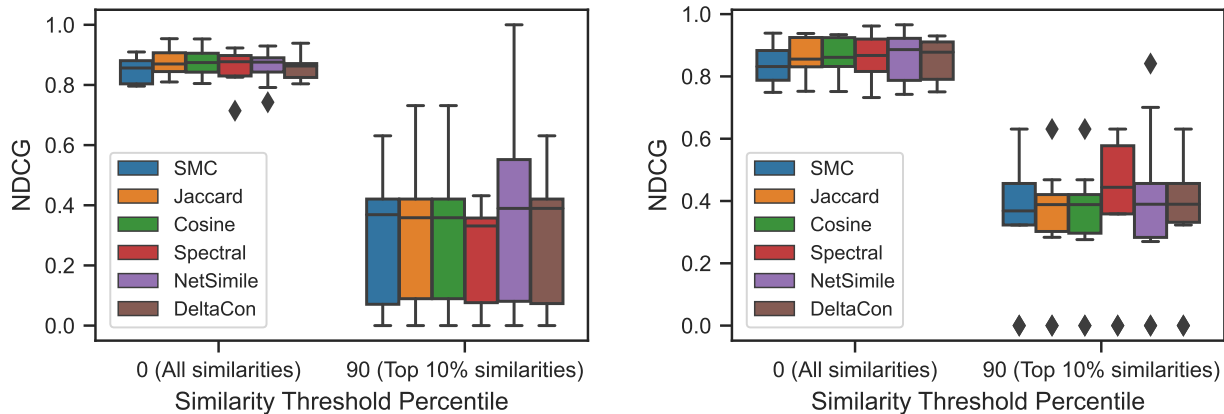 NDCG
1.0
0.8
0.6
0.4
0.2
0.0
SMC
Jaccard
Cosine
Spectral
NetSimile
DeltaCon
0 (All similarities)
90 (Top 10% similarities)
Similarity Threshold Percentile
NDCG
1.0
0.8
0.6
0.4
0.2
0.0
SMC
Jaccard
Cosine
Spectral
NetSimile
DeltaCon
0 (All similarities)
90 (Top 10% similarities)
Similarity Threshold Percentile